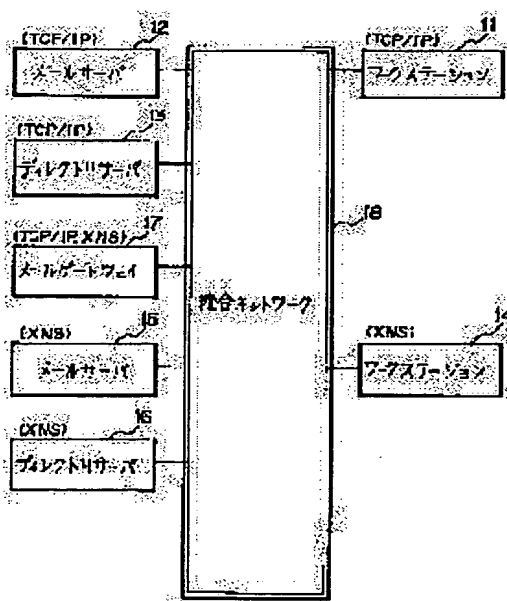 (TCP/IP) 12
メールサーバ
(TCP/IP) 13
ディレクトリサーバ
(TCP/IP,XNS) 17
メールゲートウェイ
(XNS) 15
メールサーバ
(XNS) 16
ディレクトリサーバ
複合ネットワーク
18
(TCP/IP) 11
ワークステーション
(XNS) 14
ワークステーション